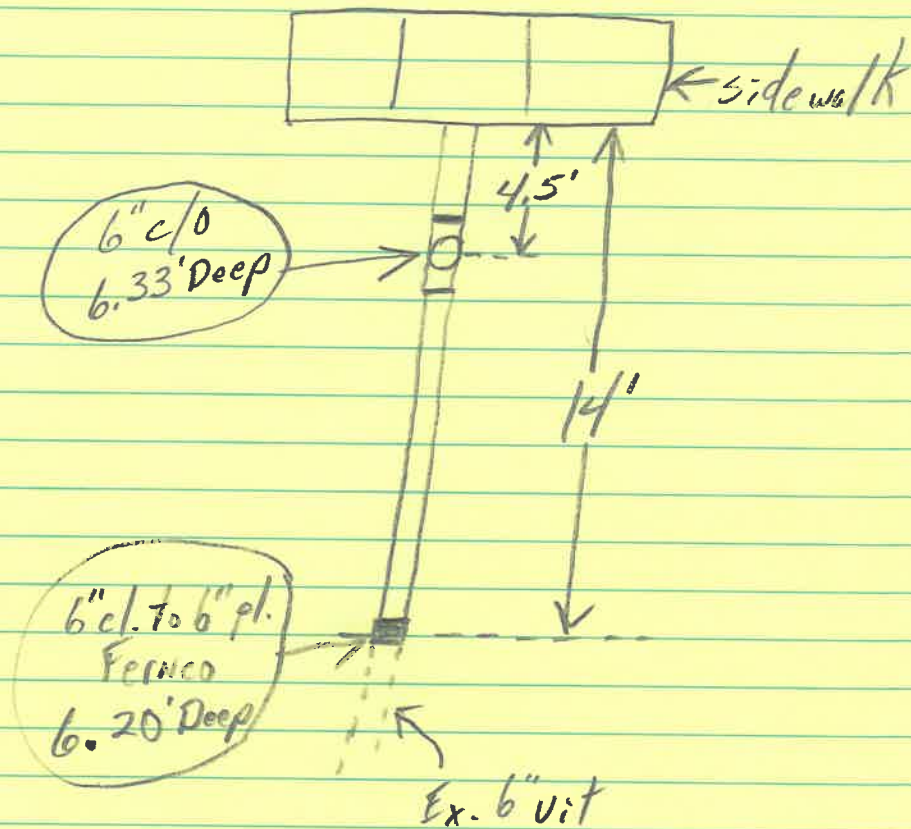 sidewalk
4.5'
6" c/o
6.33' Deep
14'
6" cl. To 6" pl.
Fernco
6.20' Deep
Ex. 6" Vit